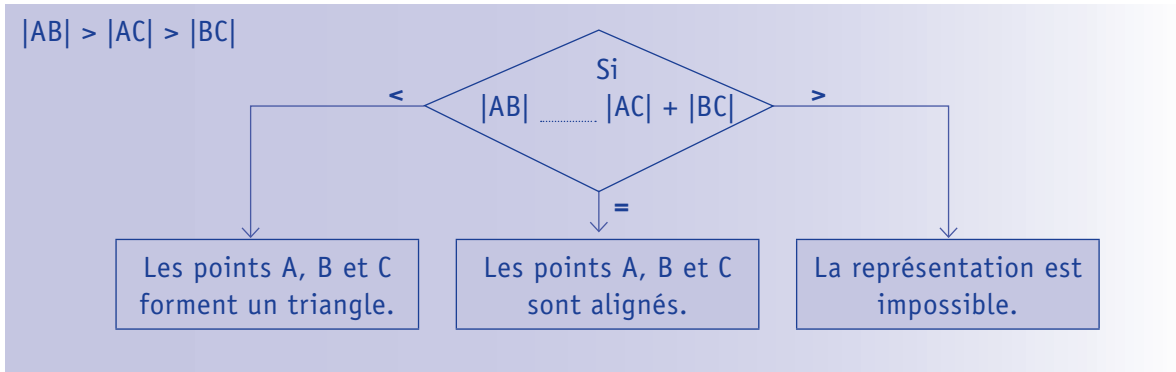 |AB| > |AC| > |BC|
Si
|AB| ............ |AC| + |BC|
<
>
=
Les points A, B et C
forment un triangle.
Les points A, B et C
sont alignés.
La représentation est
impossible.